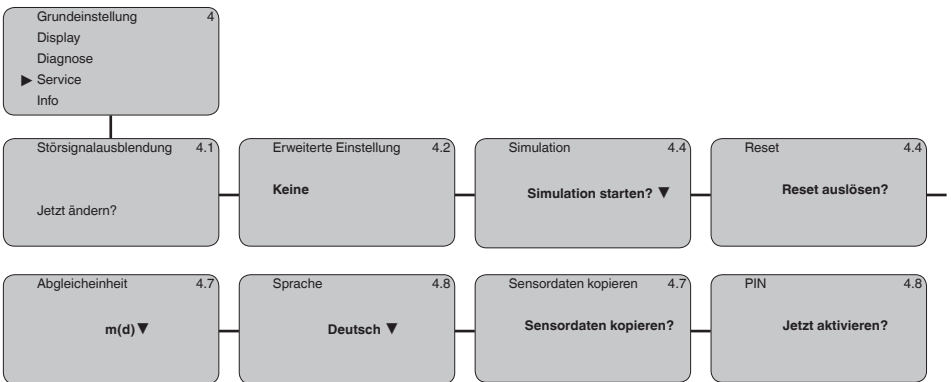 Grundeinstellung 4
Display
Diagnose
▶ Service
Info
Störsignalausblendung 4.1
Jetzt ändern?
Erweiterte Einstellung 4.2
Keine
Simulation 4.4
Simulation starten? ▼
Reset 4.4
Reset auslösen?
Abgleicheinheit 4.7
m(d) ▼
Sprache 4.8
Deutsch ▼
Sensordaten kopieren 4.7
Sensordaten kopieren?
PIN 4.8
Jetzt aktivieren?